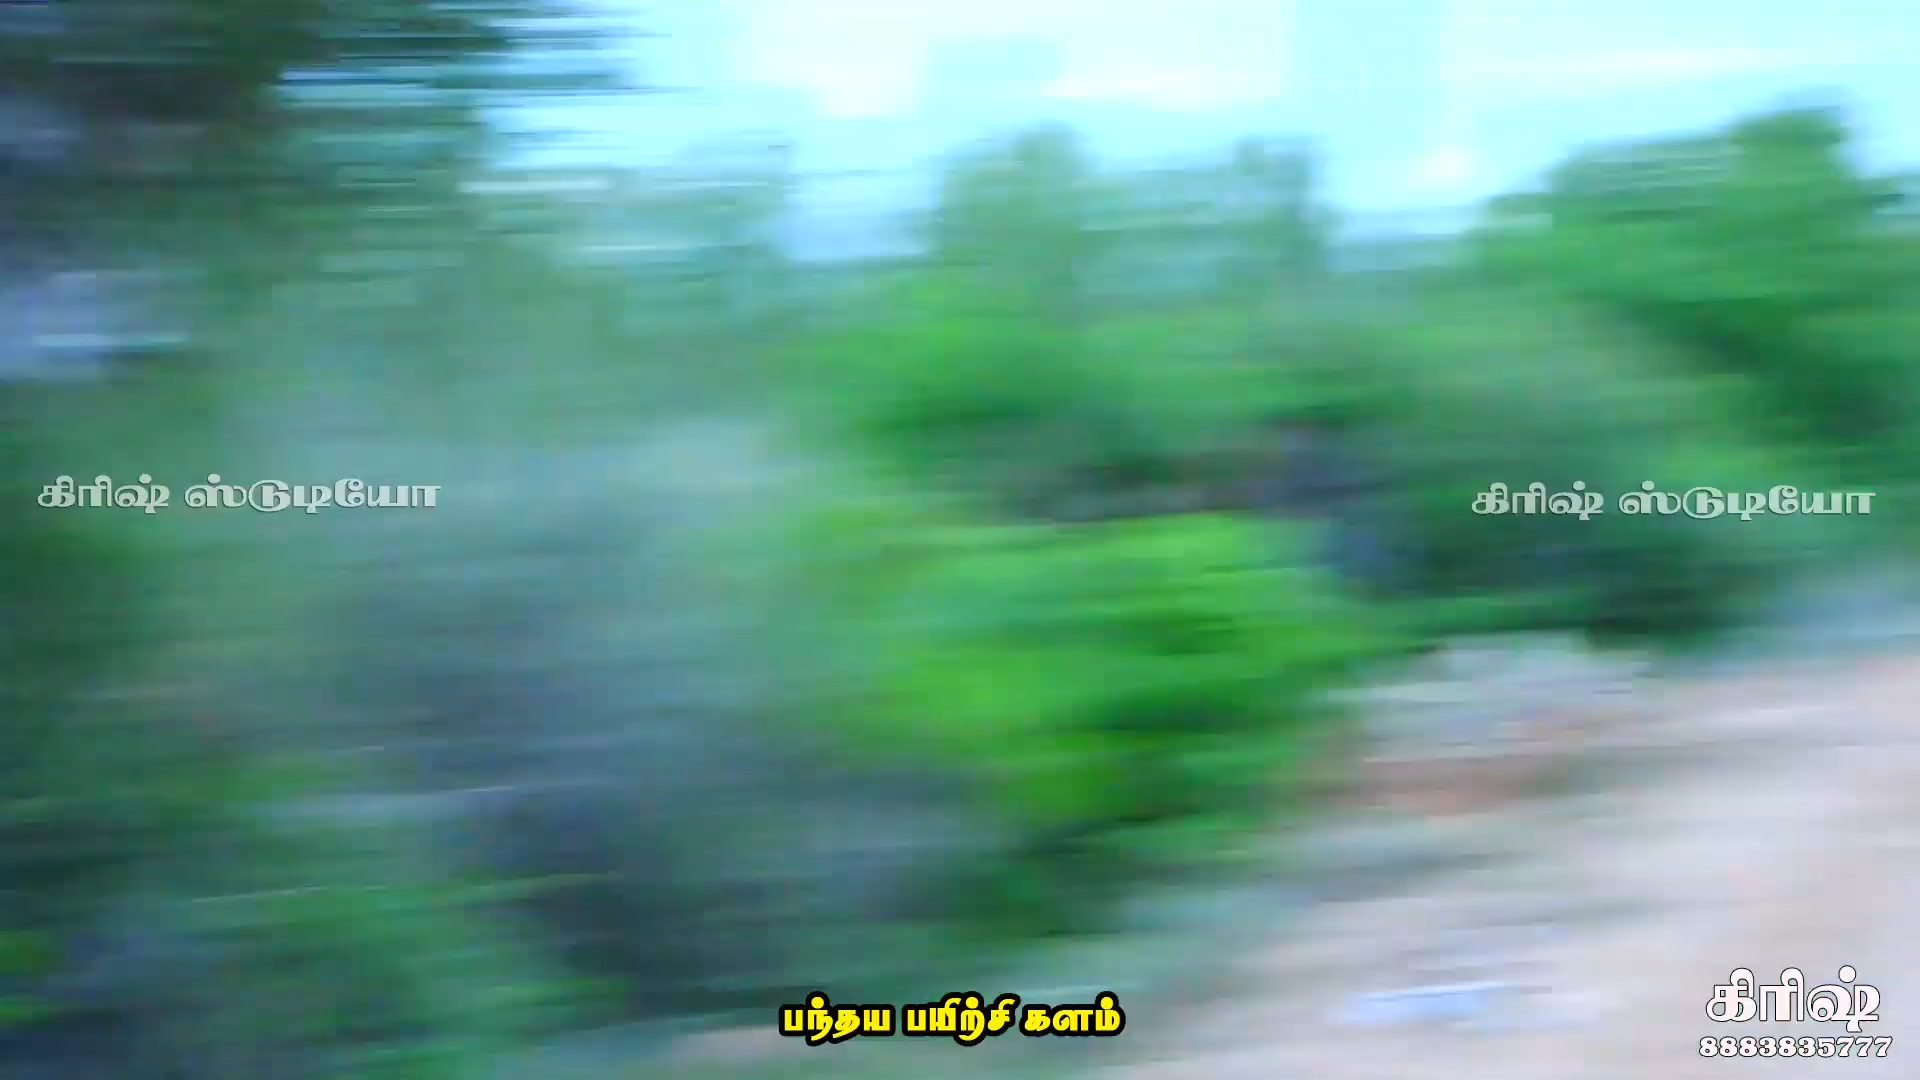 கிரிஷ் ஸ்டுடியோ
கிரிஷ் ஸ்டுடியோ
பந்தய பயிற்சி களம்
கிரிஷ்
8883835777